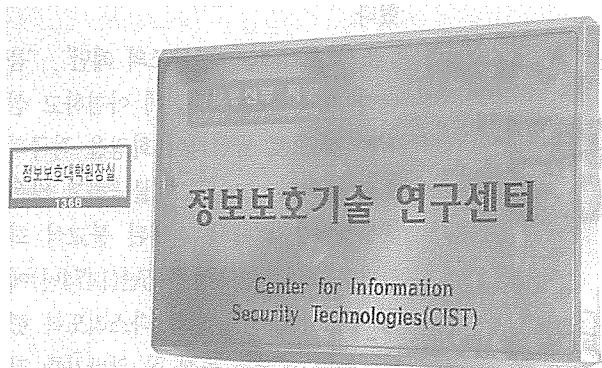 정보보호대학원장실
136B
정보보호기술 연구센터
Center for Information
Security Technologies(CIST)